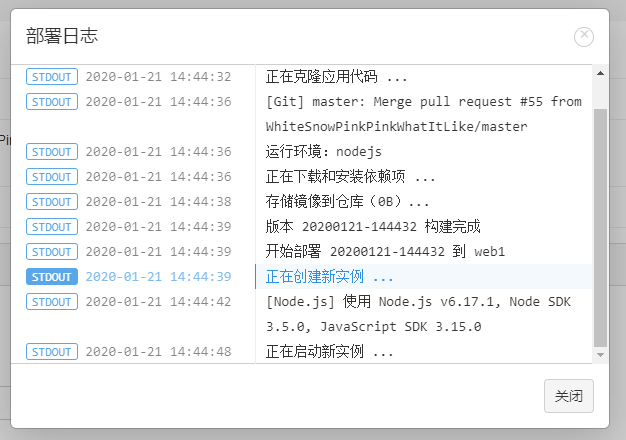 部署日志
STDOUT 2020-01-21 14:44:32 正在克隆应用代码 ...
STDOUT 2020-01-21 14:44:36 [Git] master: Merge pull request #55 from
WhiteSnowPinkPinkWhatItLike/master
Pin
STDOUT 2020-01-21 14:44:36 运行环境：nodejs
STDOUT 2020-01-21 14:44:36 正在下载和安装依赖项 ...
STDOUT 2020-01-21 14:44:38 存储镜像到仓库（0B）...
STDOUT 2020-01-21 14:44:39 版本 20200121-144432 构建完成
STDOUT 2020-01-21 14:44:39 开始部署 20200121-144432 到 web1
STDOUT 2020-01-21 14:44:39 正在创建新实例 ...
STDOUT 2020-01-21 14:44:42 [Node.js] 使用 Node.js v6.17.1, Node SDK
3.5.0, JavaScript SDK 3.15.0
STDOUT 2020-01-21 14:44:48 正在启动新实例 ...
关闭